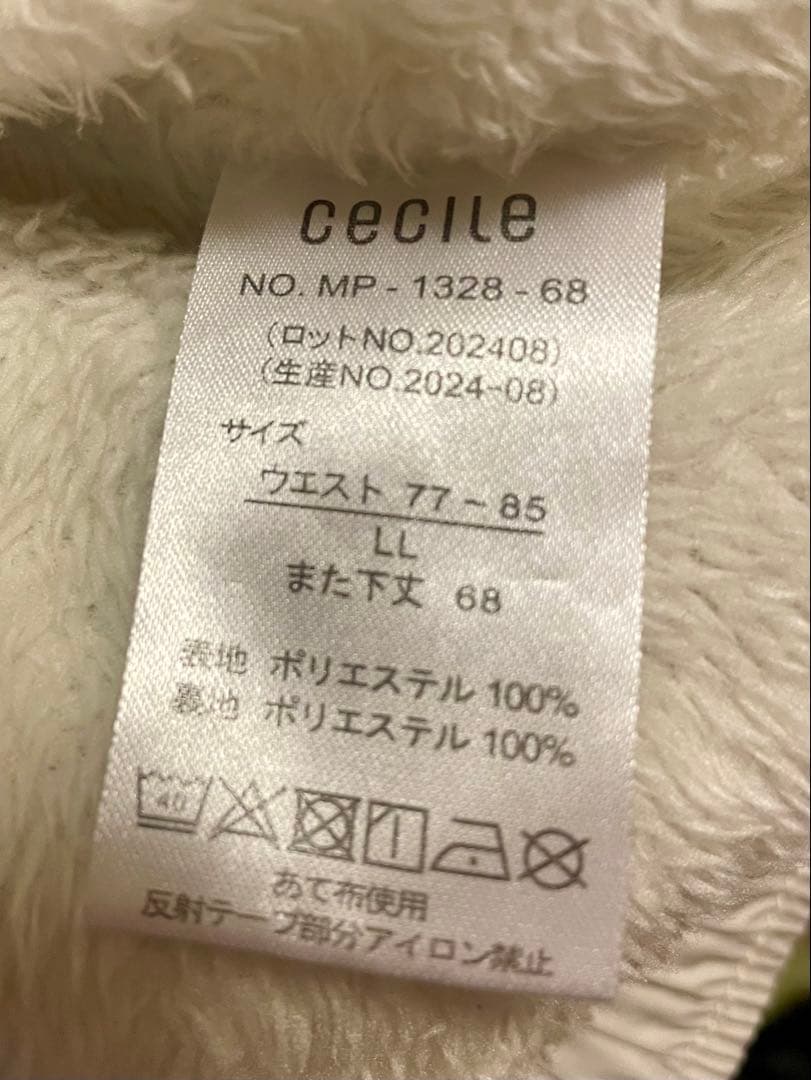 cecile
NO. MP - 1328 - 68
(ロットNO.202408)
(生産NO.2024-08)
サイズ
ウエスト 77 ~ 85
LL
また下丈 68
表地 ポリエステル 100%
裏地 ポリエステル 100%
40
あて布使用
反射テープ部分アイロン禁止